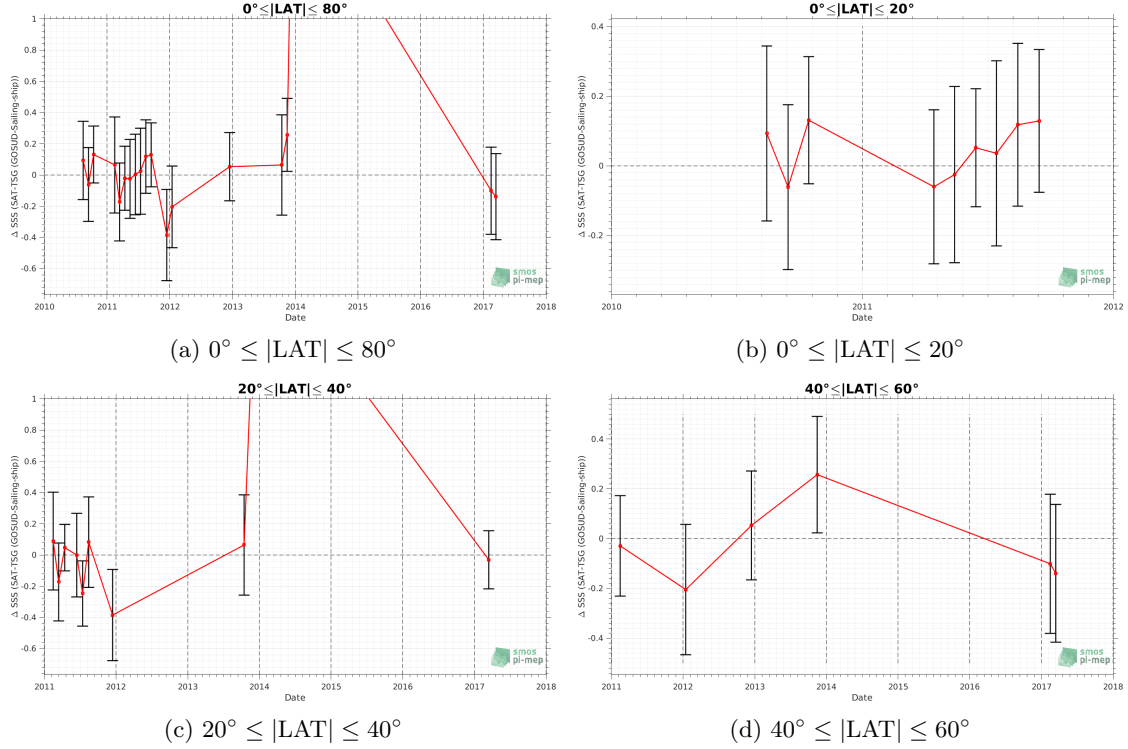 0°≤|LAT|≤ 80°
Δ SSS (SAT-TSG (GOSUD-Sailing-ship))
1
0.8
0.6
0.4
0.2
0
-0.2
-0.4
-0.6
2010 2011 2012 2013 2014 2015 2016 2017 2018
Date
smos
pi-mep
(a) 0° ≤ |LAT| ≤ 80°
0°≤|LAT|≤ 20°
Δ SSS (SAT-TSG (GOSUD-Sailing-ship))
0.4
0.2
0
-0.2
2010 2011 2012
Date
smos
pi-mep
(b) 0° ≤ |LAT| ≤ 20°
20°≤|LAT|≤ 40°
Δ SSS (SAT-TSG (GOSUD-Sailing-ship))
1
0.8
0.6
0.4
0.2
0
-0.2
-0.4
-0.6
2011 2012 2013 2014 2015 2016 2017 2018
Date
smos
pi-mep
(c) 20° ≤ |LAT| ≤ 40°
40°≤|LAT|≤ 60°
Δ SSS (SAT-TSG (GOSUD-Sailing-ship))
0.4
0.2
0
-0.2
-0.4
2011 2012 2013 2014 2015 2016 2017 2018
Date
smos
pi-mep
(d) 40° ≤ |LAT| ≤ 60°